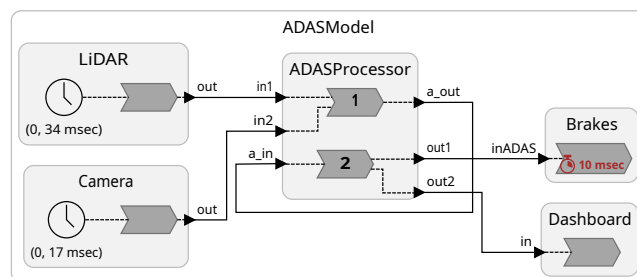 ADASModel
LiDAR
(0, 34 msec)
out
in1
in2
a_in
ADASProcessor
1
2
a_out
out1
out2
Camera
(0, 17 msec)
out
inADAS
Brakes
10 msec
in
Dashboard